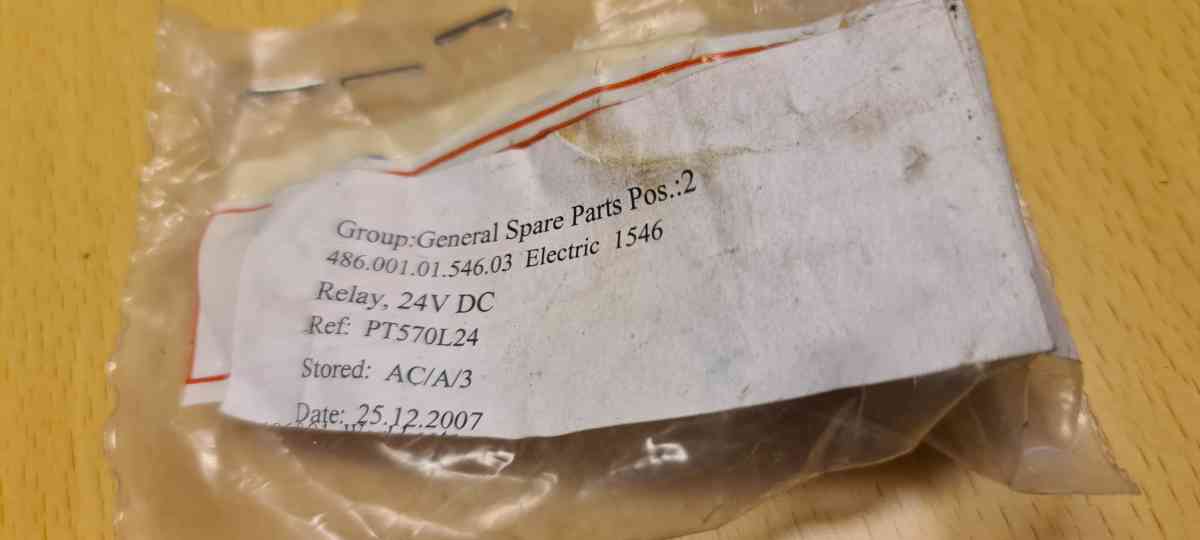 Group:General Spare Parts Pos.:2
486.001.01.546.03 Electric 1546
Relay, 24V DC
Ref: PT570L24
Stored: AC/A/3
Date: 25.12.2007